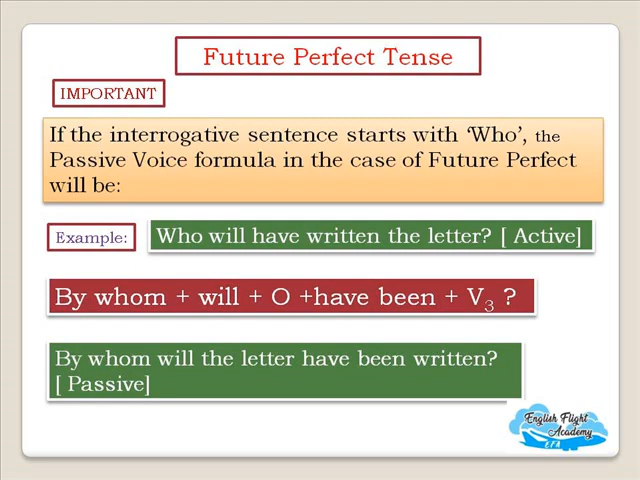 Future Perfect Tense
IMPORTANT
If the interrogative sentence starts with ‘Who’, the
Passive Voice formula in the case of Future Perfect
will be:
Example:
Who will have written the letter? [ Active]
By whom + will + O +have been + V3 ?
By whom will the letter have been written?
[ Passive]
English Flight
Academy
EFA